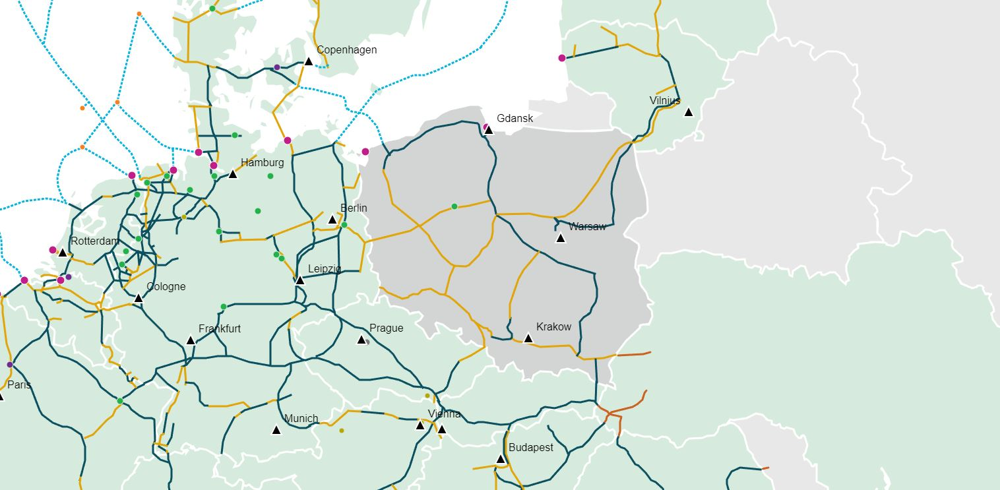 Copenhagen
Vilnius
Gdansk
Hamburg
Berlin
Warsaw
Rotterdam
Leipzig
Cologne
Frankfurt
Prague
Krakow
Paris
Munich
Vienna
Budapest